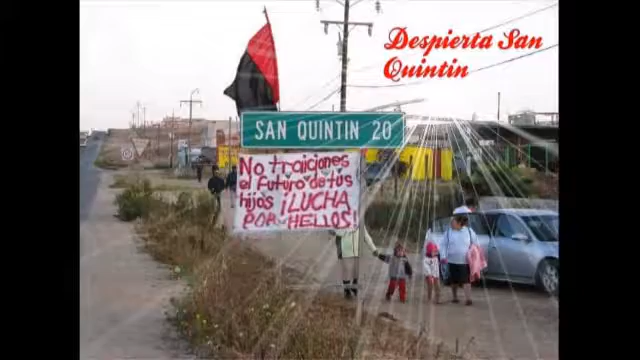 Despierta San
Quintin
SAN QUINTIN 20
No traiciones
el futuro de tus
hijos ¡LUCHA
POR HELLOS!